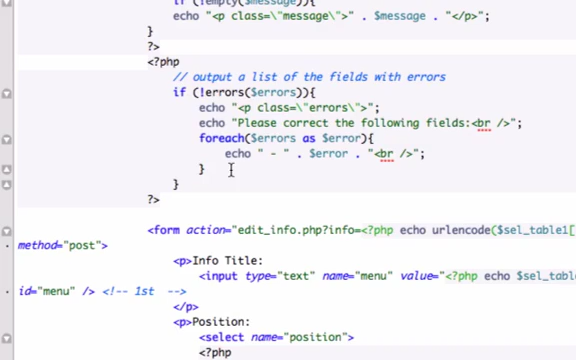 if (!empty($message)){
echo "<p class=\"message\">" . $message . "</p>";
}
?>
<?php
// output a list of the fields with errors
if (!errors($errors)){
echo "<p class=\"errors\">";
echo "Please correct the following fields:<br />";
foreach($errors as $error){
echo " - " . $error . "<br />";
}
}
?>
<form action="edit_info.php?info=<?php echo urlencode($sel_table1[
method="post">
<p>Info Title:
<input type="text" name="menu" value="<?php echo $sel_table
id="menu" /> <!-- 1st -->
</p>
<p>Position:
<select name="position">
<?php